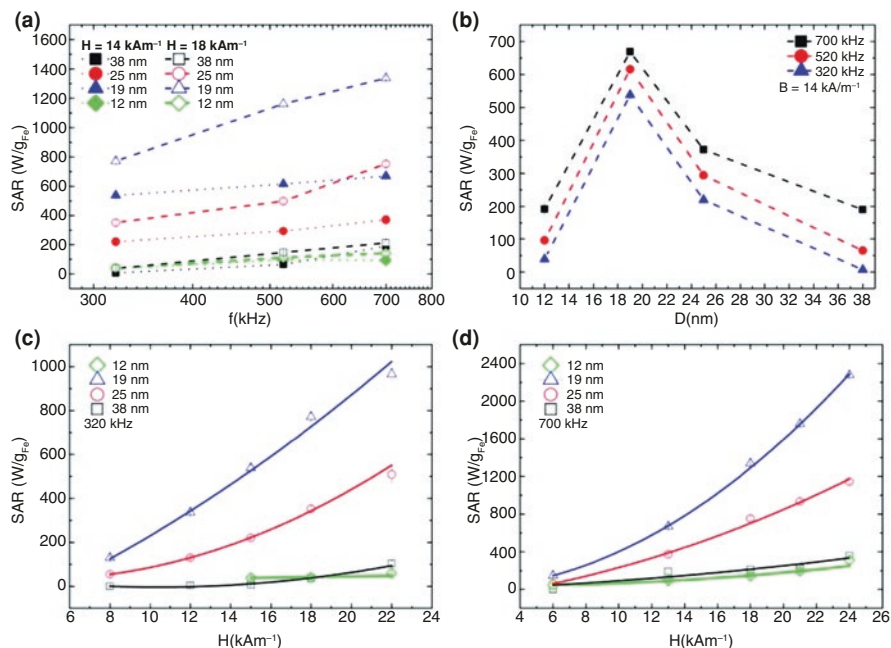 (a)
1600
1400
1200
1000
800
600
400
200
0
SAR (W/gFe)
H = 14 kAm⁻¹ H = 18 kAm⁻¹
38 nm 38 nm
25 nm 25 nm
19 nm 19 nm
12 nm 12 nm
300 400 500 600 700 800
f(kHz)
(b)
700
600
500
400
300
200
100
0
SAR (W/gFe)
700 kHz
520 kHz
320 kHz
B = 14 kA/m⁻¹
10 12 14 16 18 20 22 24 26 28 30 32 34 36 38
D(nm)
(c)
1000
800
600
400
200
0
SAR (W/gFe)
12 nm
19 nm
25 nm
38 nm
320 kHz
6 8 10 12 14 16 18 20 22 24
H(kAm⁻¹)
(d)
2400
2000
1600
1200
800
400
0
SAR (W/gFe)
12 nm
19 nm
25 nm
38 nm
700 kHz
4 6 8 10 12 14 16 18 20 22 24 26
H(kAm⁻¹)